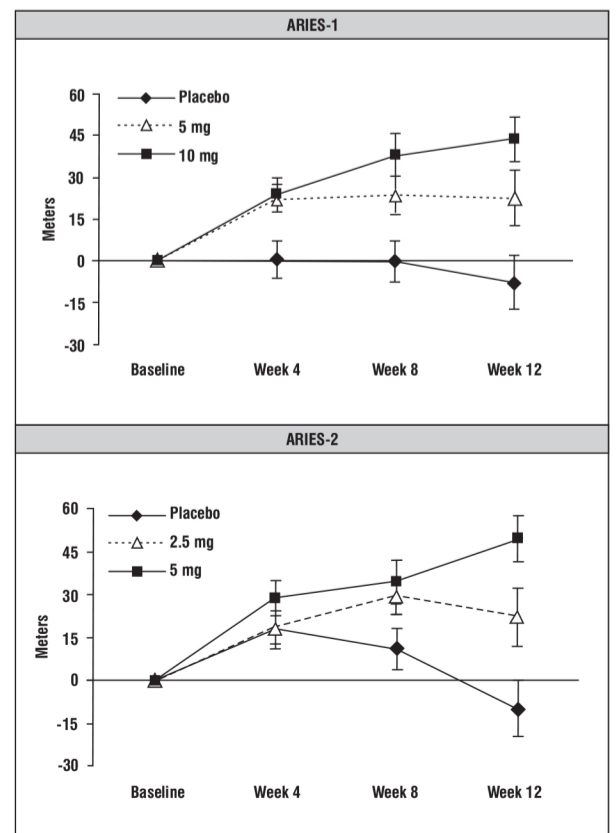 ARIES-1
60
45
30
15
0
-15
-30
Meters
Placebo
5 mg
10 mg
Baseline Week 4 Week 8 Week 12
ARIES-2
60
45
30
15
0
-15
-30
Meters
Placebo
2.5 mg
5 mg
Baseline Week 4 Week 8 Week 12